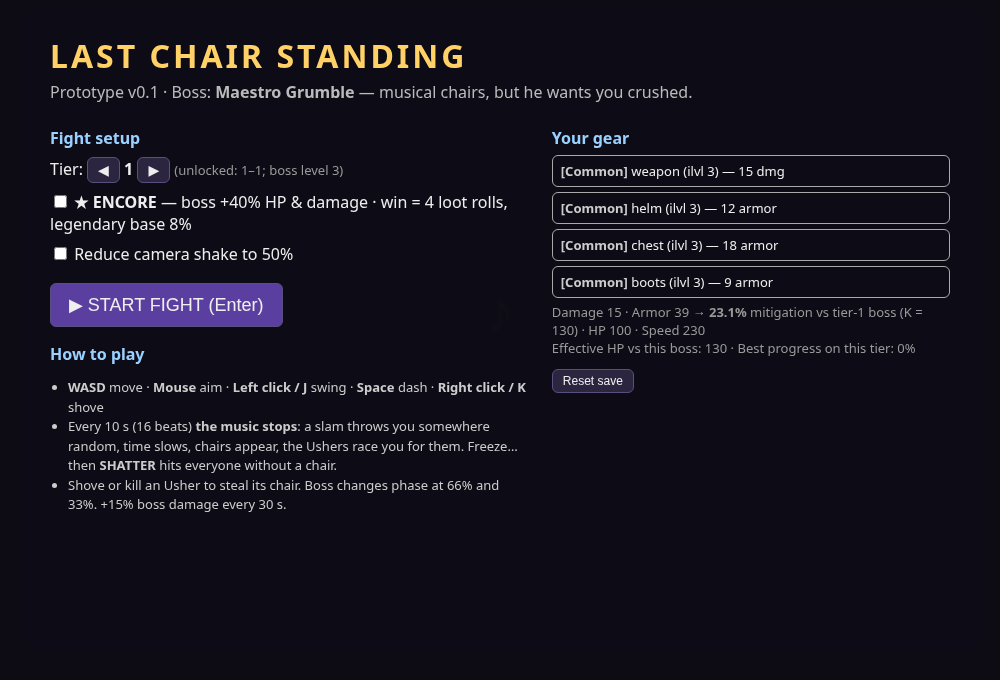 LAST CHAIR STANDING
Prototype v0.1 · Boss: Maestro Grumble — musical chairs, but he wants you crushed.
Fight setup
Tier: ◀ 1 ▶ (unlocked: 1–1; boss level 3)
★ ENCORE — boss +40% HP & damage · win = 4 loot rolls,
legendary base 8%
Reduce camera shake to 50%
▶ START FIGHT (Enter)
How to play
• WASD move · Mouse aim · Left click / J swing · Space dash · Right click / K
shove
• Every 10 s (16 beats) the music stops: a slam throws you somewhere
random, time slows, chairs appear, the Ushers race you for them. Freeze…
then SHATTER hits everyone without a chair.
• Shove or kill an Usher to steal its chair. Boss changes phase at 66% and
33%. +15% boss damage every 30 s.
Your gear
[Common] weapon (ilvl 3) — 15 dmg
[Common] helm (ilvl 3) — 12 armor
[Common] chest (ilvl 3) — 18 armor
[Common] boots (ilvl 3) — 9 armor
Damage 15 · Armor 39 → 23.1% mitigation vs tier-1 boss (K =
130) · HP 100 · Speed 230
Effective HP vs this boss: 130 · Best progress on this tier: 0%
Reset save